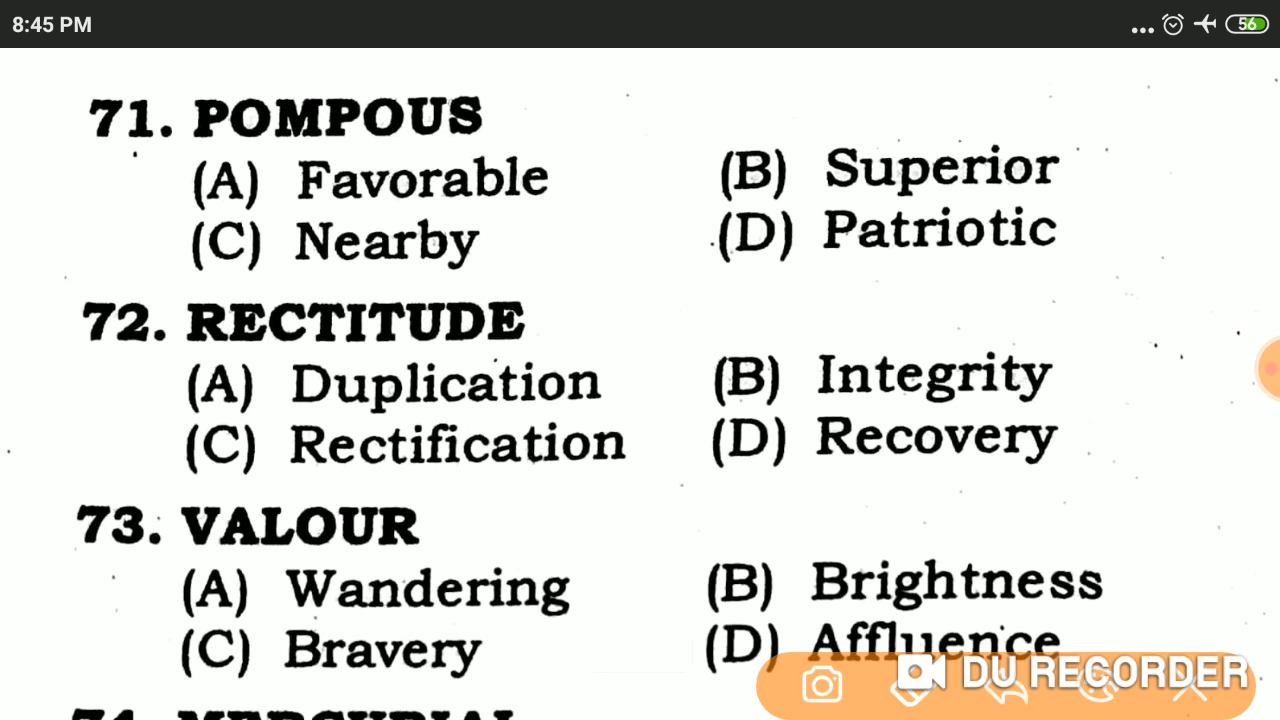 8:45 PM
56
71. POMPOUS
(A) Favorable (B) Superior
(C) Nearby (D) Patriotic
72. RECTITUDE
(A) Duplication (B) Integrity
(C) Rectification (D) Recovery
73. VALOUR
(A) Wandering (B) Brightness
(C) Bravery (D) Affluence
DU RECORDER